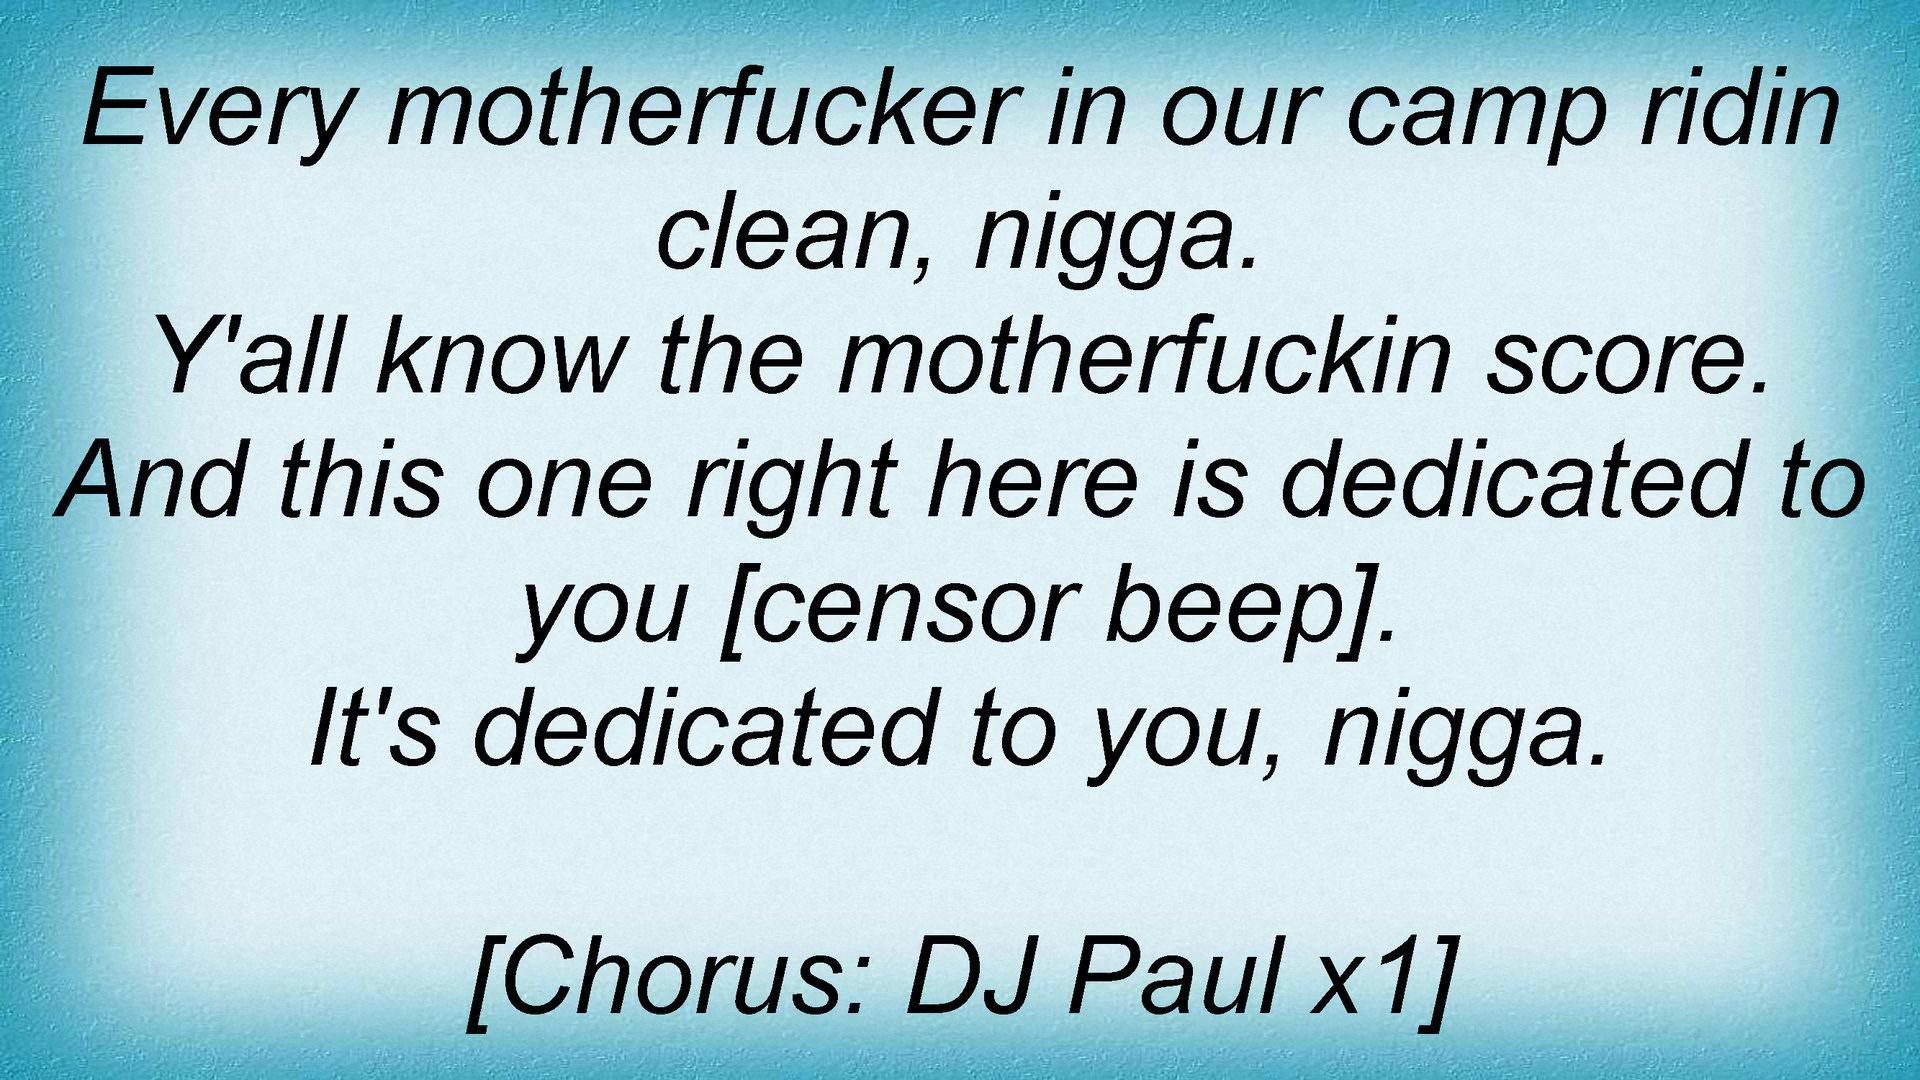 Every motherfucker in our camp ridin
clean, nigga.
Y'all know the motherfuckin score.
And this one right here is dedicated to
you [censor beep].
It's dedicated to you, nigga.
[Chorus: DJ Paul x1]